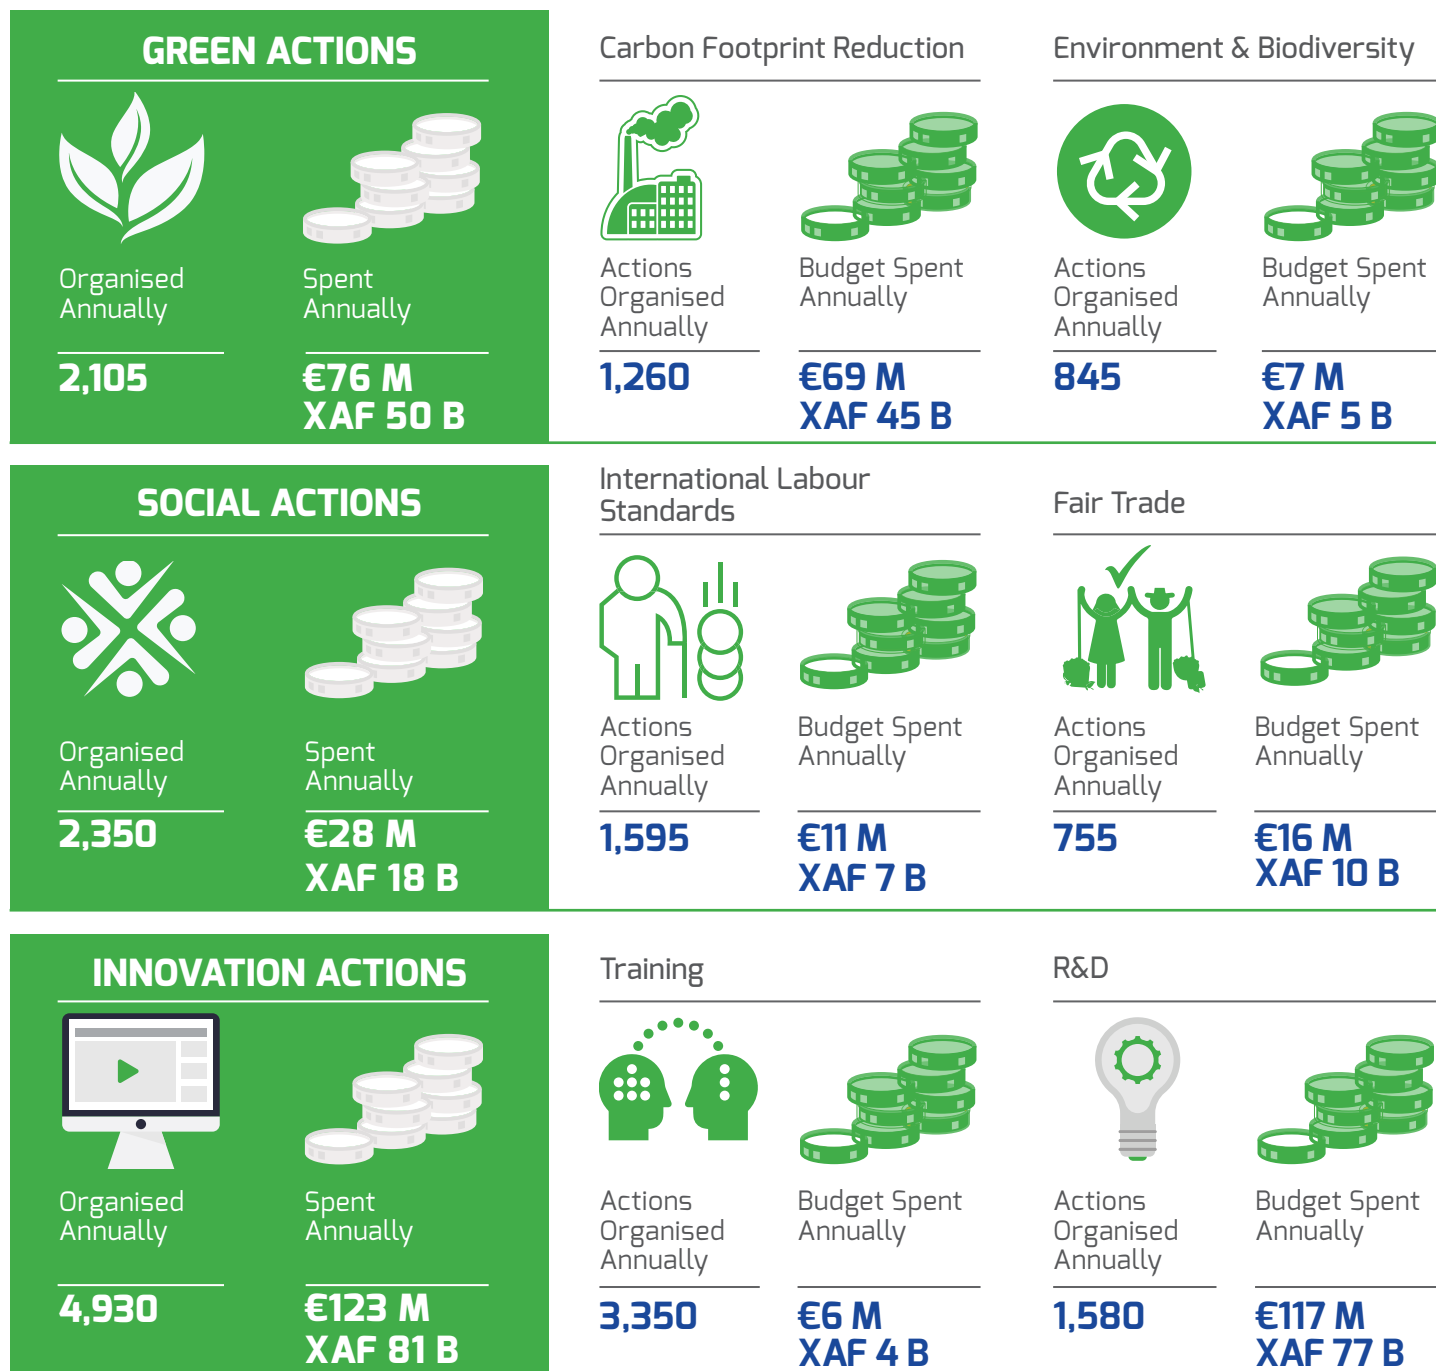 GREEN ACTIONS
Organised
Annually
2,105
Spent
Annually
€76 M
XAF 50 B
Carbon Footprint Reduction
Actions
Organised
Annually
1,260
Budget Spent
Annually
€69 M
XAF 45 B
Environment & Biodiversity
Actions
Organised
Annually
845
Budget Spent
Annually
€7 M
XAF 5 B
SOCIAL ACTIONS
Organised
Annually
2,350
Spent
Annually
€28 M
XAF 18 B
International Labour
Standards
Actions
Organised
Annually
1,595
Budget Spent
Annually
€11 M
XAF 7 B
Fair Trade
Actions
Organised
Annually
755
Budget Spent
Annually
€16 M
XAF 10 B
INNOVATION ACTIONS
Organised
Annually
4,930
Spent
Annually
€123 M
XAF 81 B
Training
Actions
Organised
Annually
3,350
Budget Spent
Annually
€6 M
XAF 4 B
R&D
Actions
Organised
Annually
1,580
Budget Spent
Annually
€117 M
XAF 77 B